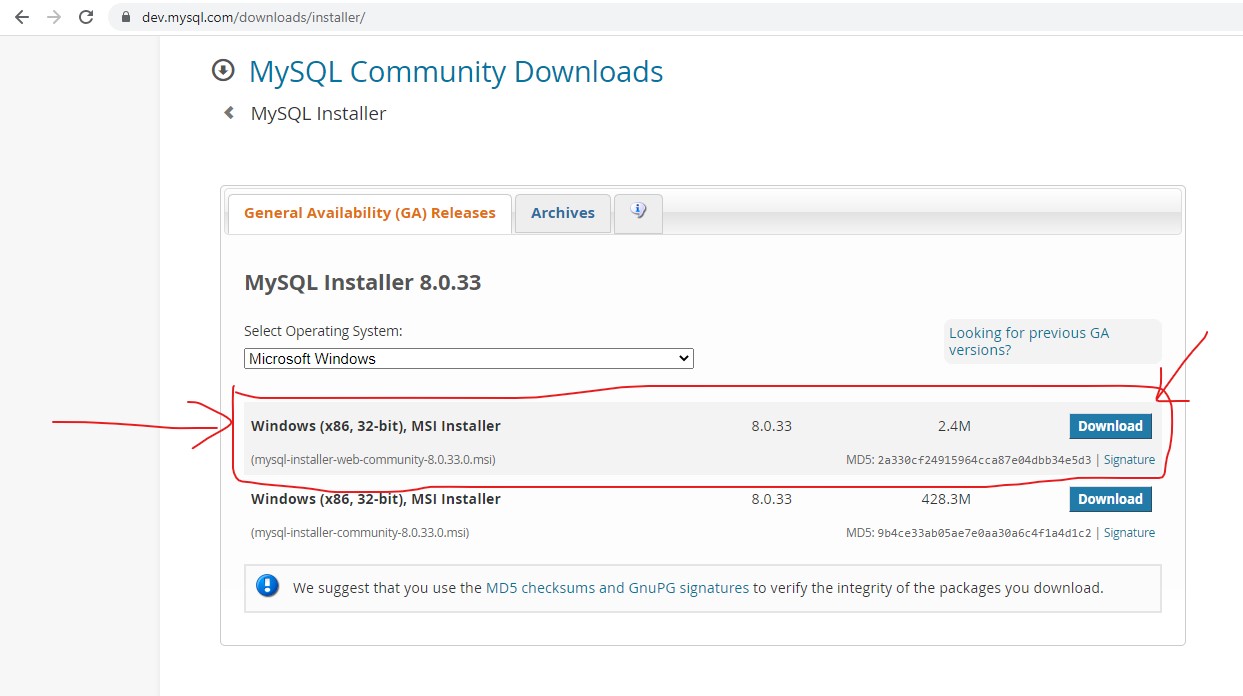 dev.mysql.com/downloads/installer/
MySQL Community Downloads
MySQL Installer
General Availability (GA) Releases
Archives
MySQL Installer 8.0.33
Select Operating System:
Microsoft Windows
Looking for previous GA
versions?
Windows (x86, 32-bit), MSI Installer 8.0.33 2.4M Download
(mysql-installer-web-community-8.0.33.0.msi) MD5: 2a330cf24915964cca87e04dbb34e5d3 | Signature
Windows (x86, 32-bit), MSI Installer 8.0.33 428.3M Download
(mysql-installer-community-8.0.33.0.msi) MD5: 9b4ce33ab05ae7e0aa30a6c4f1a4d1c2 | Signature
We suggest that you use the MD5 checksums and GnuPG signatures to verify the integrity of the packages you download.